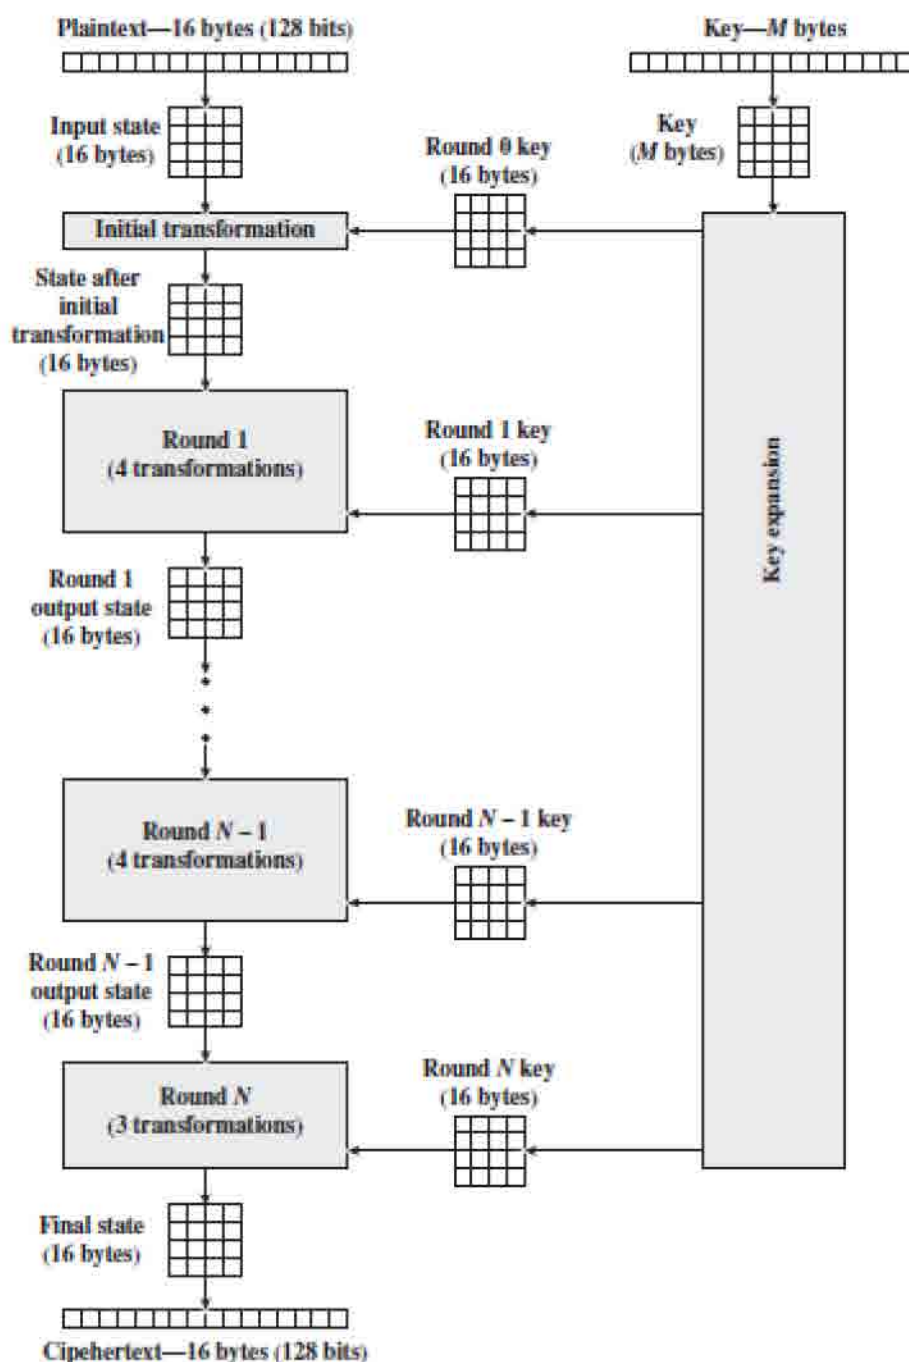 Plaintext—16 bytes (128 bits)
Key—M bytes
Input state
(16 bytes)
Key
(M bytes)
Round 0 key
(16 bytes)
Initial transformation
State after
initial
transformation
(16 bytes)
Round 1
(4 transformations)
Round 1 key
(16 bytes)
Key expansion
Round 1
output state
(16 bytes)
Round N – 1
(4 transformations)
Round N – 1 key
(16 bytes)
Round N – 1
output state
(16 bytes)
Round N
(3 transformations)
Round N key
(16 bytes)
Final state
(16 bytes)
Cipehertext—16 bytes (128 bits)